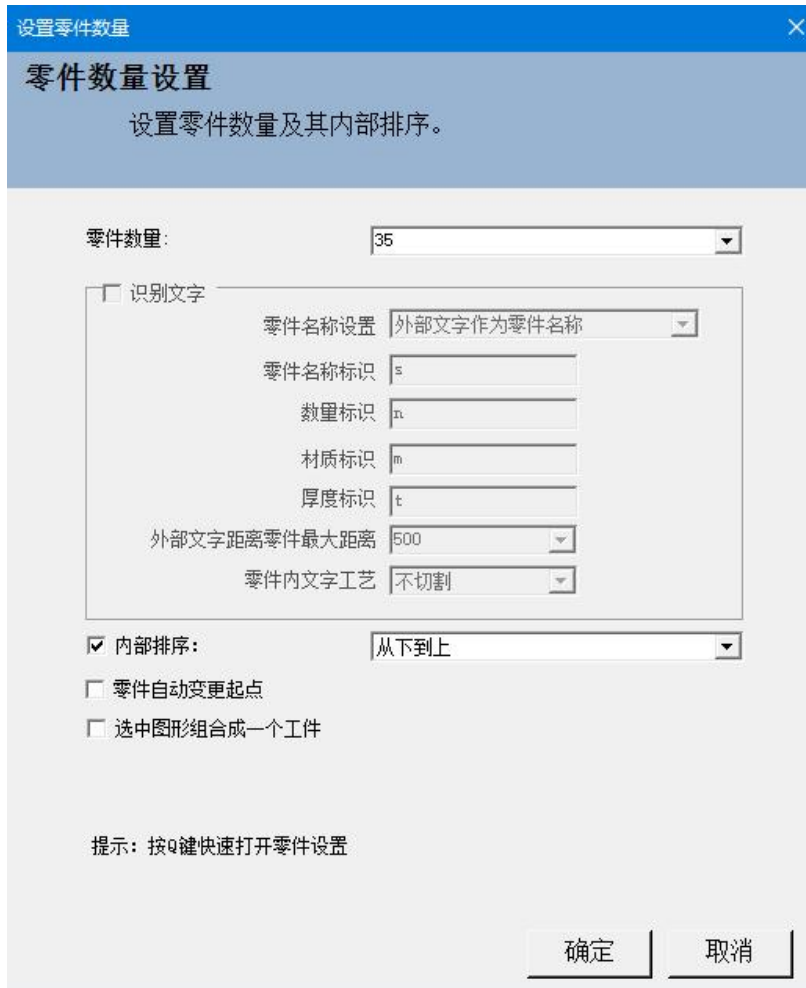 设置零件数量
零件数量设置
设置零件数量及其内部排序。
零件数量: 35
识别文字
零件名称设置 外部文字作为零件名称
零件名称标识 s
数量标识 n
材质标识 m
厚度标识 t
外部文字距离零件最大距离 500
零件内文字工艺 不切割
内部排序: 从下到上
零件自动变更起点
选中图形组合成一个工件
提示: 按Q键快速打开零件设置
确定 取消